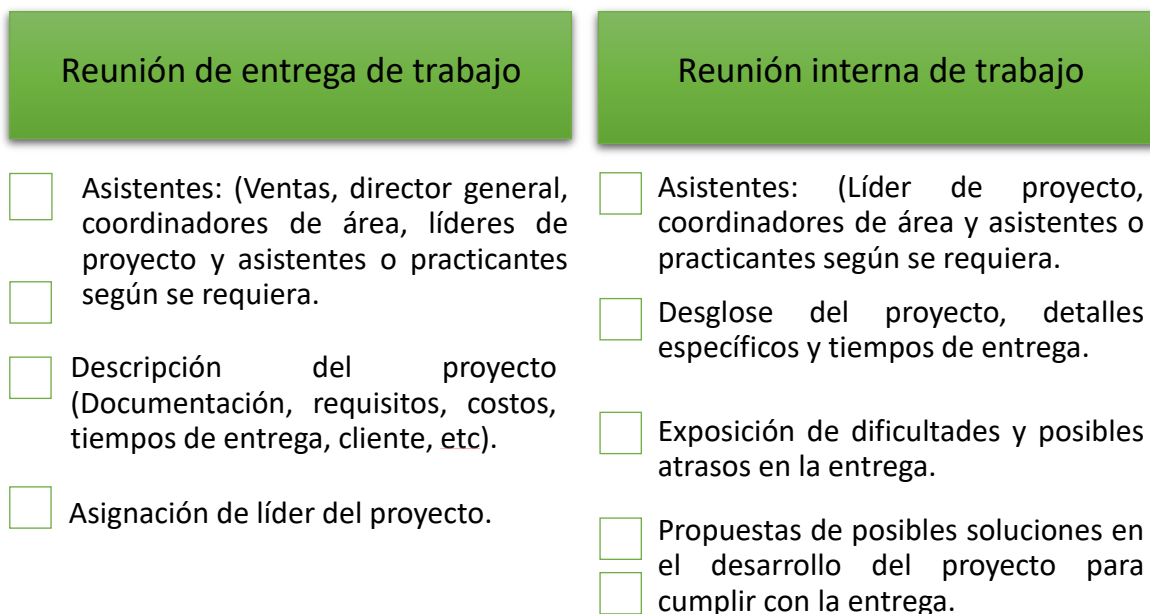 Reunión de entrega de trabajo
Asistentes: (Ventas, director general,
coordinadores de área, líderes de
proyecto y asistentes o practicantes
según se requiera.
Descripción del proyecto
(Documentación, requisitos, costos,
tiempos de entrega, cliente, etc).
Asignación de líder del proyecto.
Reunión interna de trabajo
Asistentes: (Líder de proyecto,
coordinadores de área y asistentes o
practicantes según se requiera.
Desglose del proyecto, detalles
específicos y tiempos de entrega.
Exposición de dificultades y posibles
atrasos en la entrega.
Propuestas de posibles soluciones en
el desarrollo del proyecto para
cumplir con la entrega.